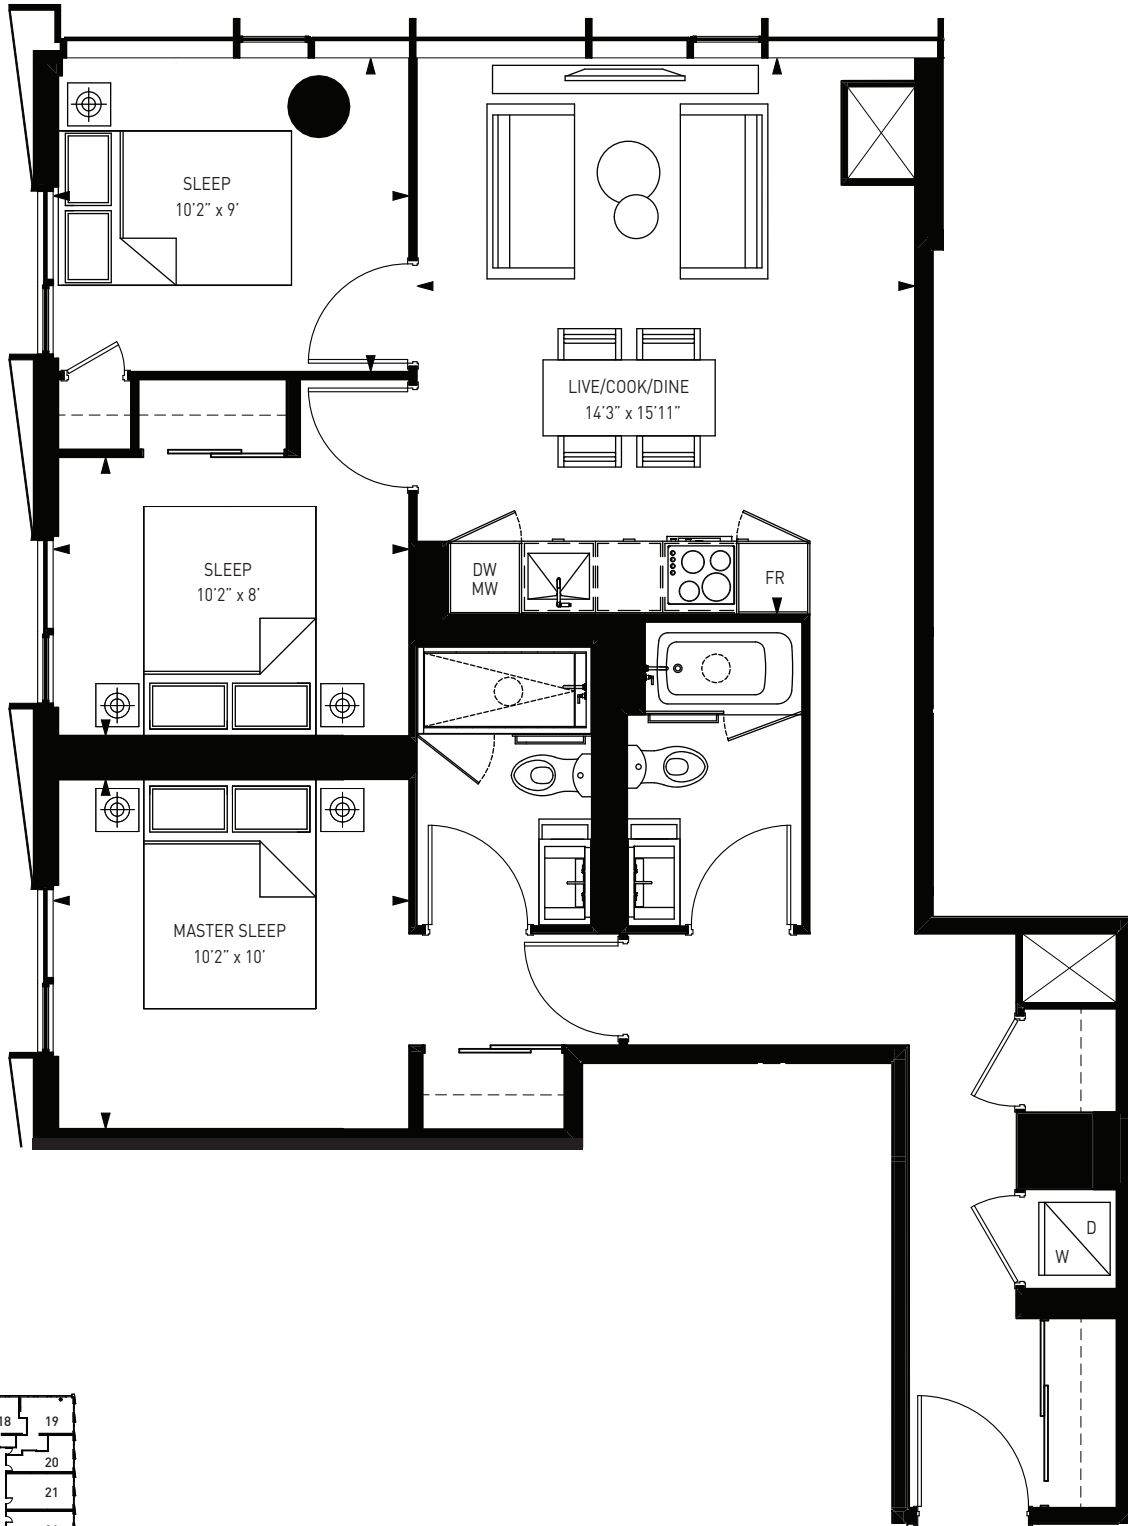 SLEEP
10'2” x 9'
LIVE/COOK/DINE
14'3” x 15'11”
SLEEP
10'2” x 8'
DW
MW
FR
MASTER SLEEP
10'2” x 10'
D
W
18
19
20
21